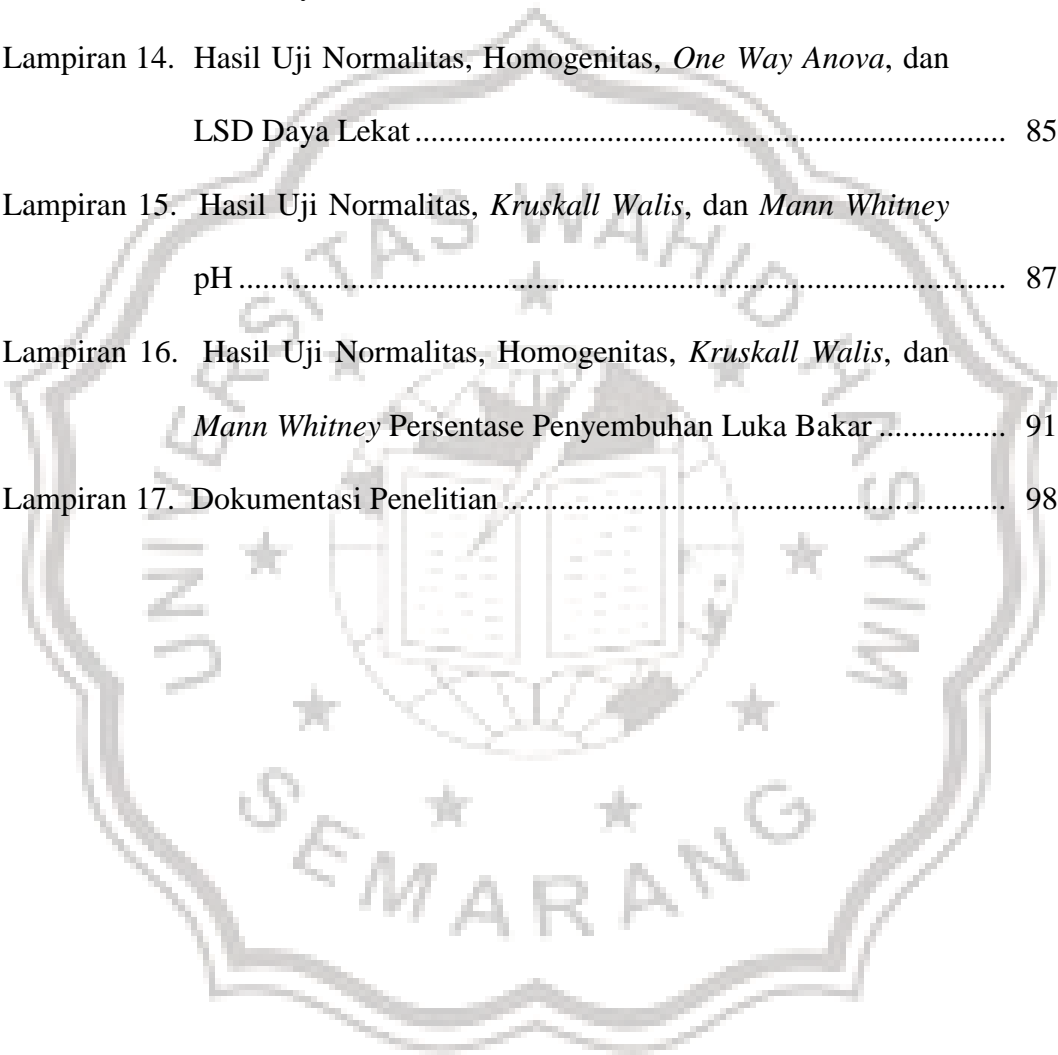 Lampiran 14. Hasil Uji Normalitas, Homogenitas, One Way Anova, dan
LSD Daya Lekat ................................................................... 85
Lampiran 15. Hasil Uji Normalitas, Kruskall Walis, dan Mann Whitney
pH ......................................................................................... 87
Lampiran 16. Hasil Uji Normalitas, Homogenitas, Kruskall Walis, dan
Mann Whitney Persentase Penyembuhan Luka Bakar ................ 91
Lampiran 17. Dokumentasi Penelitian ......................................................... 98
UNIVERSITAS WAHID HASYIM
SEMARANG